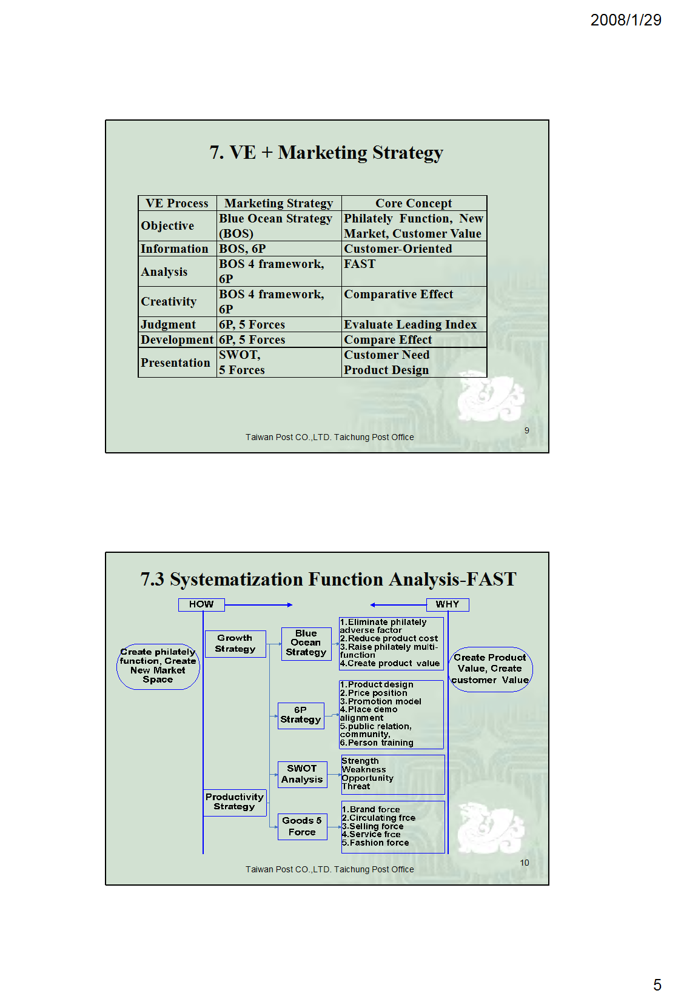 2008/1/29
7. VE + Marketing Strategy
VE Process Marketing Strategy Core Concept
Objective Blue Ocean Strategy (BOS) Philately Function, New Market, Customer Value
Information BOS, 6P Customer-Oriented
Analysis BOS 4 framework, 6P FAST
Creativity BOS 4 framework, 6P Comparative Effect
Judgment 6P, 5 Forces Evaluate Leading Index
Development 6P, 5 Forces Compare Effect
Presentation SWOT, 5 Forces Customer Need Product Design
9
Taiwan Post CO.,LTD. Taichung Post Office
7.3 Systematization Function Analysis-FAST
HOW
WHY
Create philately
function, Create
New Market
Space
Growth
Strategy
Productivity
Strategy
Blue
Ocean
Strategy
1.Eliminate philately
adverse factor
2.Reduce product cost
3.Raise philately multi-
function
4.Create product value
6P
Strategy
1.Product design
2.Price position
3.Promotion model
4.Place demo
alignment
5.public relation,
community,
6.Person training
SWOT
Analysis
Strength
Weakness
Opportunity
Threat
Goods 5
Force
1.Brand force
2.Circulating frce
3.Selling force
4.Service frce
5.Fashion force
Create Product
Value, Create
customer Value
10
Taiwan Post CO.,LTD. Taichung Post Office
5